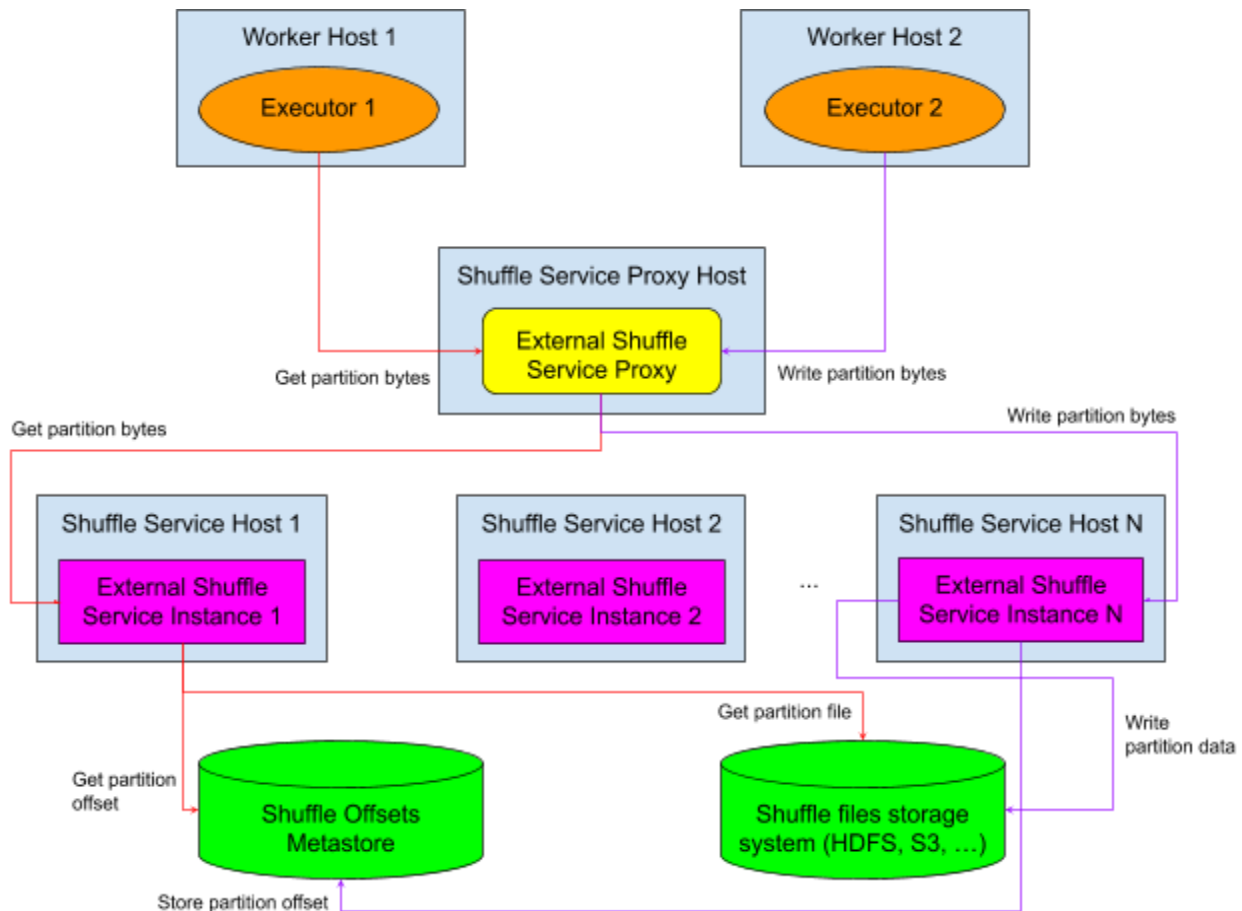 Worker Host 1
Executor 1
Worker Host 2
Executor 2
Shuffle Service Proxy Host
External Shuffle
Service Proxy
Get partition bytes
Write partition bytes
Get partition bytes
Write partition bytes
Shuffle Service Host 1
External Shuffle
Service Instance 1
Shuffle Service Host 2
External Shuffle
Service Instance 2
...
Shuffle Service Host N
External Shuffle
Service Instance N
Get partition file
Write
partition data
Get partition
offset
Shuffle Offsets
Metastore
Shuffle files storage
system (HDFS, S3, …)
Store partition offset